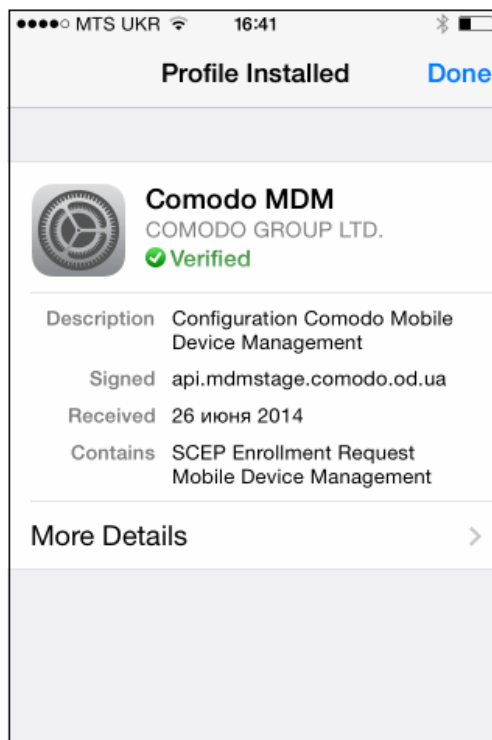 MTS UKR 16:41
Profile Installed Done
Comodo MDM
COMODO GROUP LTD.
Verified
Description Configuration Comodo Mobile
Device Management
Signed api.mdmstage.comodo.od.ua
Received 26 июня 2014
Contains SCEP Enrollment Request
Mobile Device Management
More Details